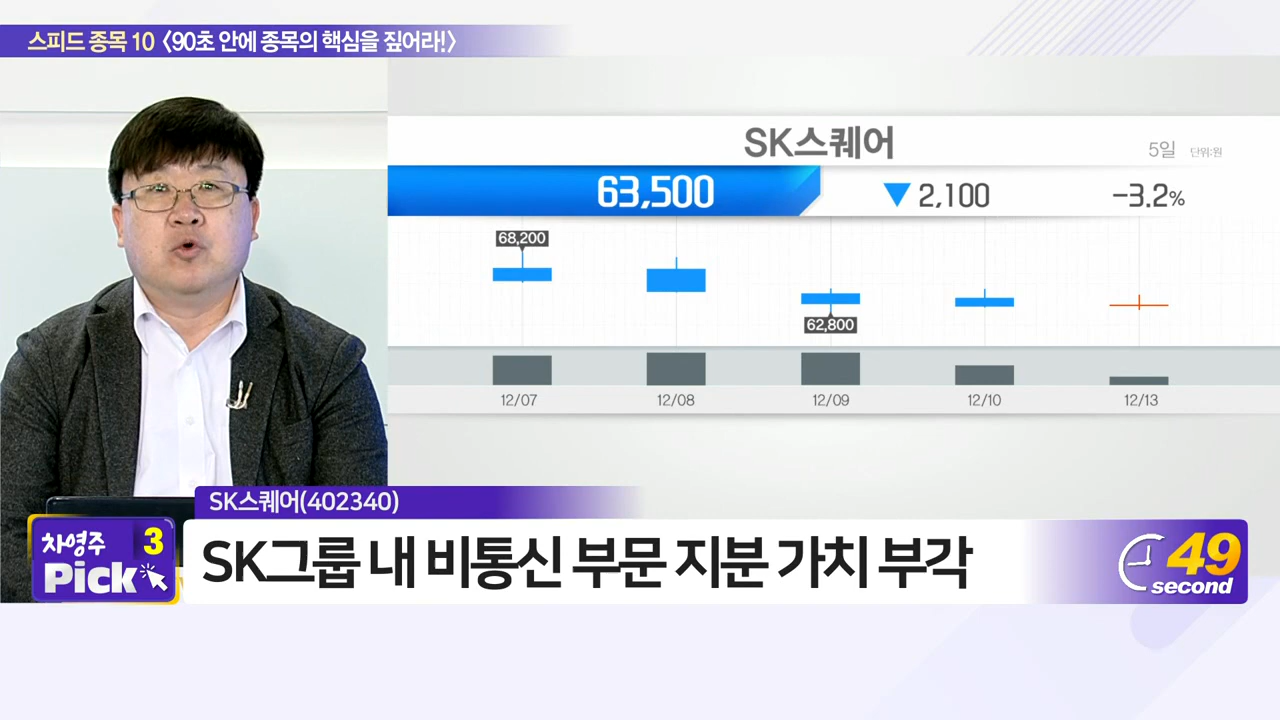 스피드 종목 10 <90초 안에 종목의 핵심을 짚어라!>
SK스퀘어
5일 단위:원
63,500 ▼ 2,100 -3.2%
68,200
62,800
12/07 12/08 12/09 12/10 12/13
SK스퀘어(402340)
차영주 3
Pick
SK그룹 내 비통신 부문 지분 가치 부각
49
second